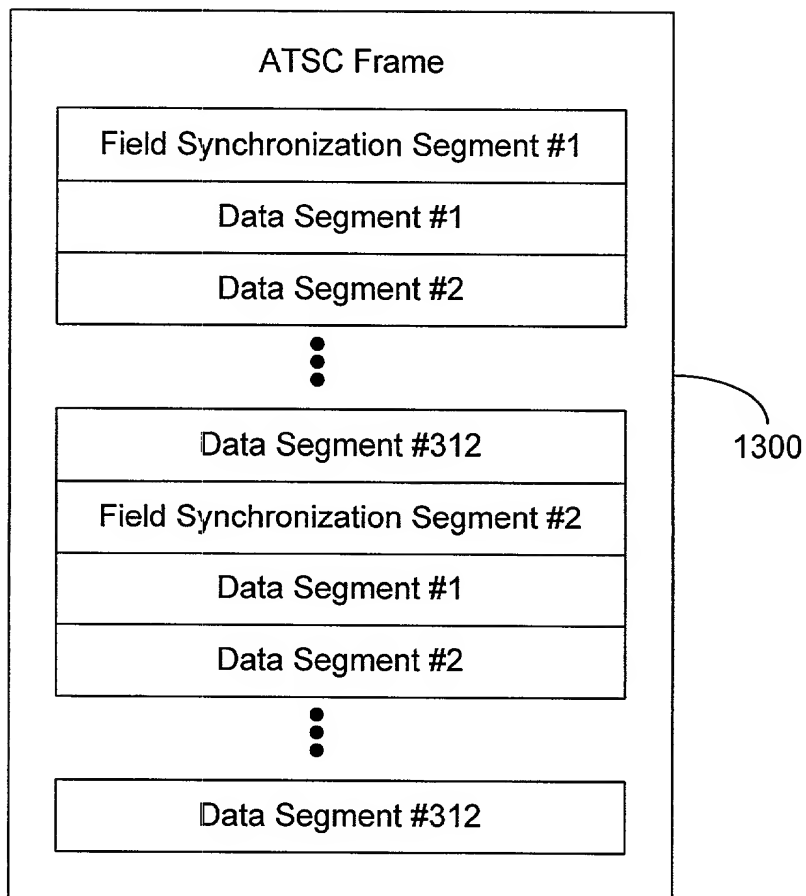 ATSC Frame
Field Synchronization Segment #1
Data Segment #1
Data Segment #2
Data Segment #312
1300
Field Synchronization Segment #2
Data Segment #1
Data Segment #2
Data Segment #312